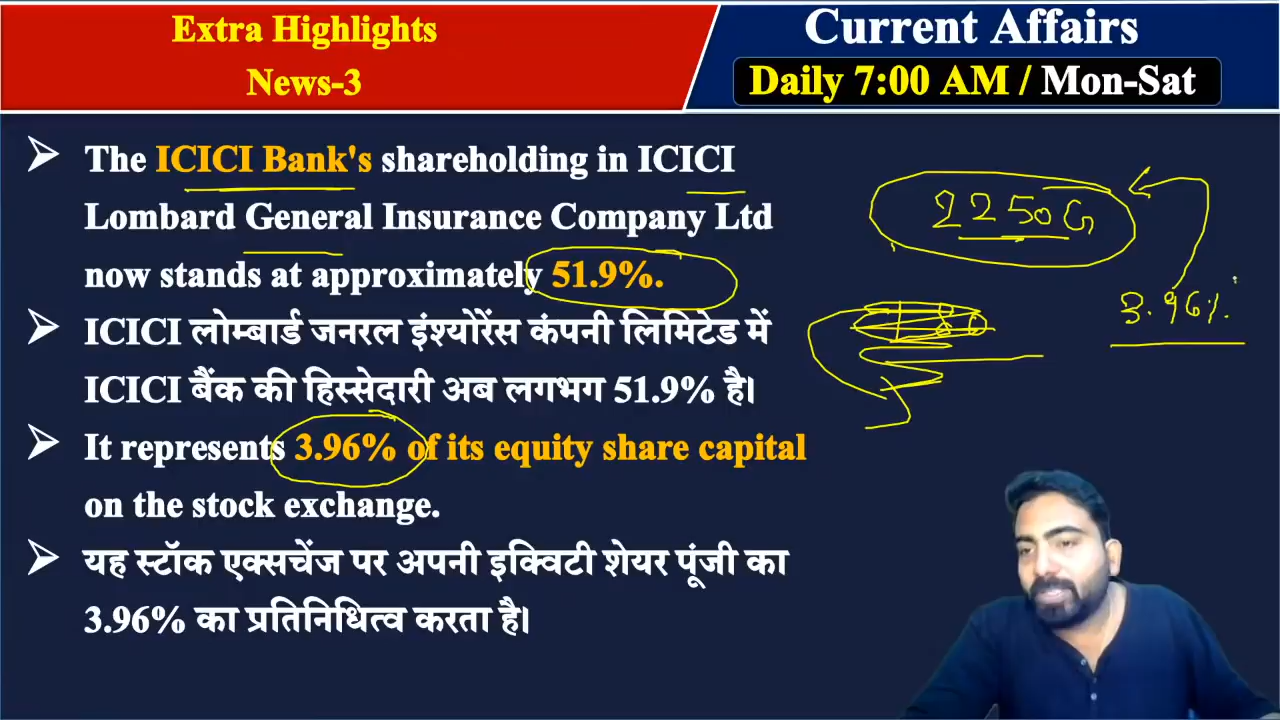 Extra Highlights
News-3
Current Affairs
Daily 7:00 AM / Mon-Sat
The ICICI Bank's shareholding in ICICI
Lombard General Insurance Company Ltd
now stands at approximately 51.9%.
ICICI लोम्बार्ड जनरल इंश्योरेंस कंपनी लिमिटेड में
ICICI बैंक की हिस्सेदारी अब लगभग 51.9% है।
It represents 3.96% of its equity share capital
on the stock exchange.
यह स्टॉक एक्सचेंज पर अपनी इक्विटी शेयर पूंजी का
3.96% का प्रतिनिधित्व करता है।
2250
3.96%.